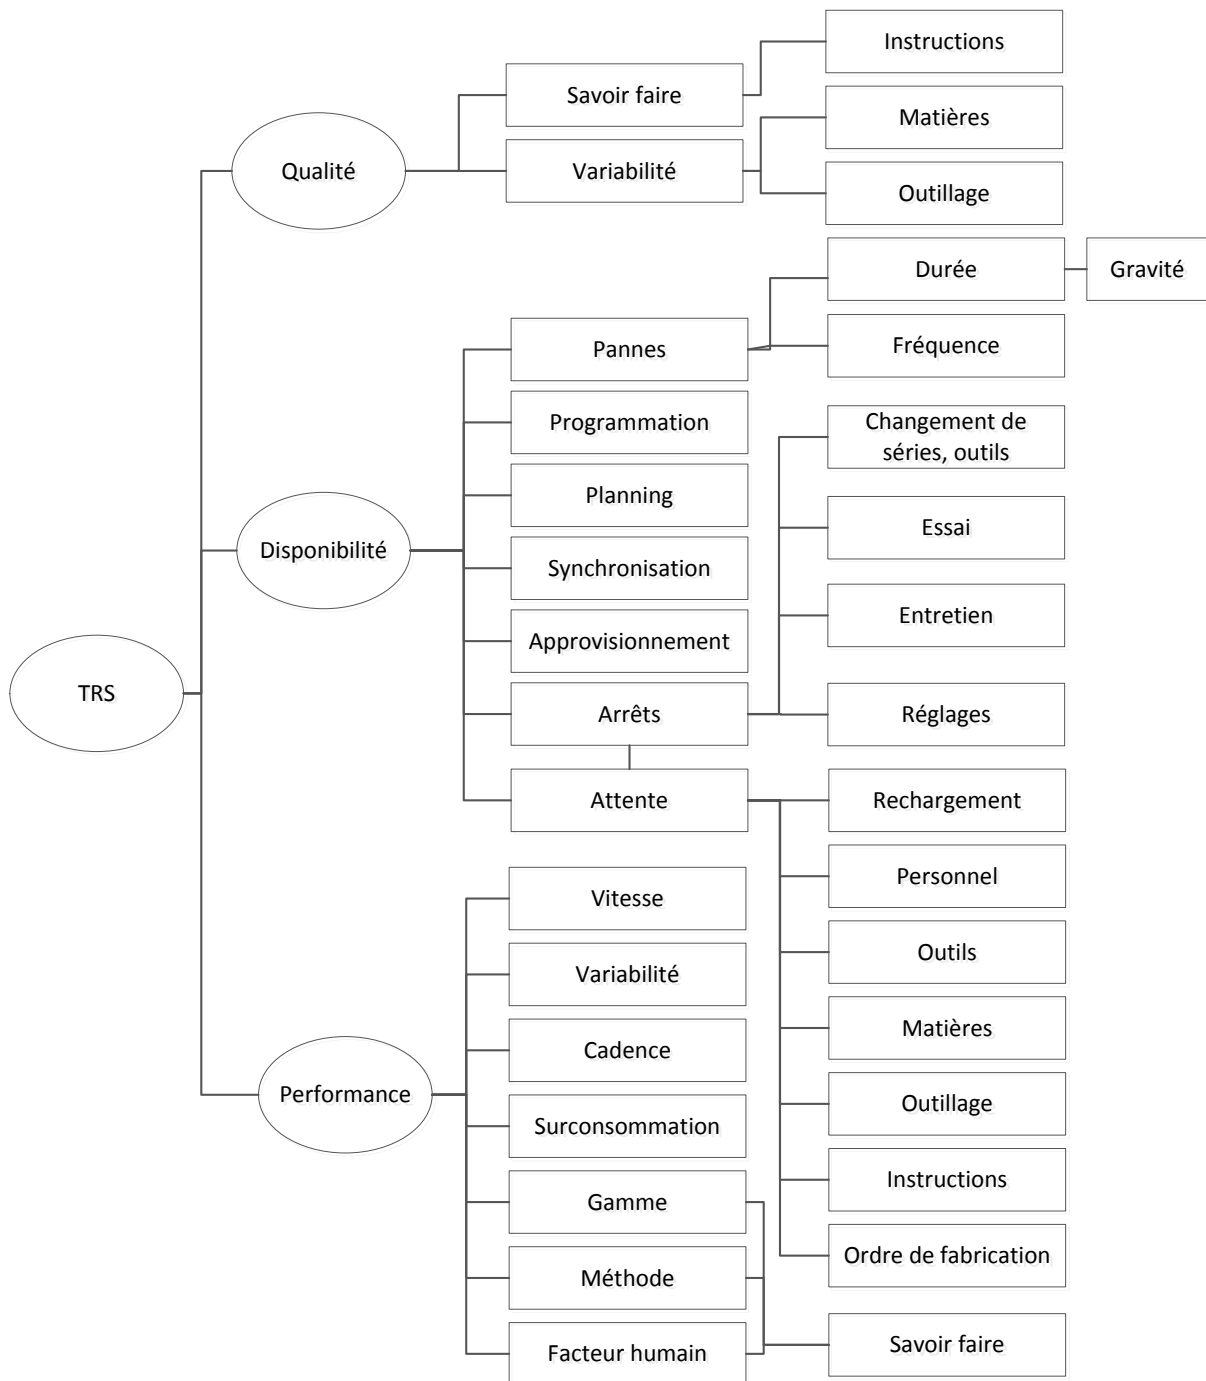 Instructions
Savoir faire
Matières
Qualité
Variabilité
Outillage
Durée
Gravité
Pannes
Fréquence
Programmation
Changement de
séries, outils
Planning
Essai
Disponibilité
Synchronisation
Entretien
Approvisionnement
TRS
Arrêts
Réglages
Attente
Rechargement
Personnel
Vitesse
Outils
Variabilité
Matières
Cadence
Performance
Outillage
Surconsommation
Instructions
Gamme
Ordre de fabrication
Méthode
Savoir faire
Facteur humain